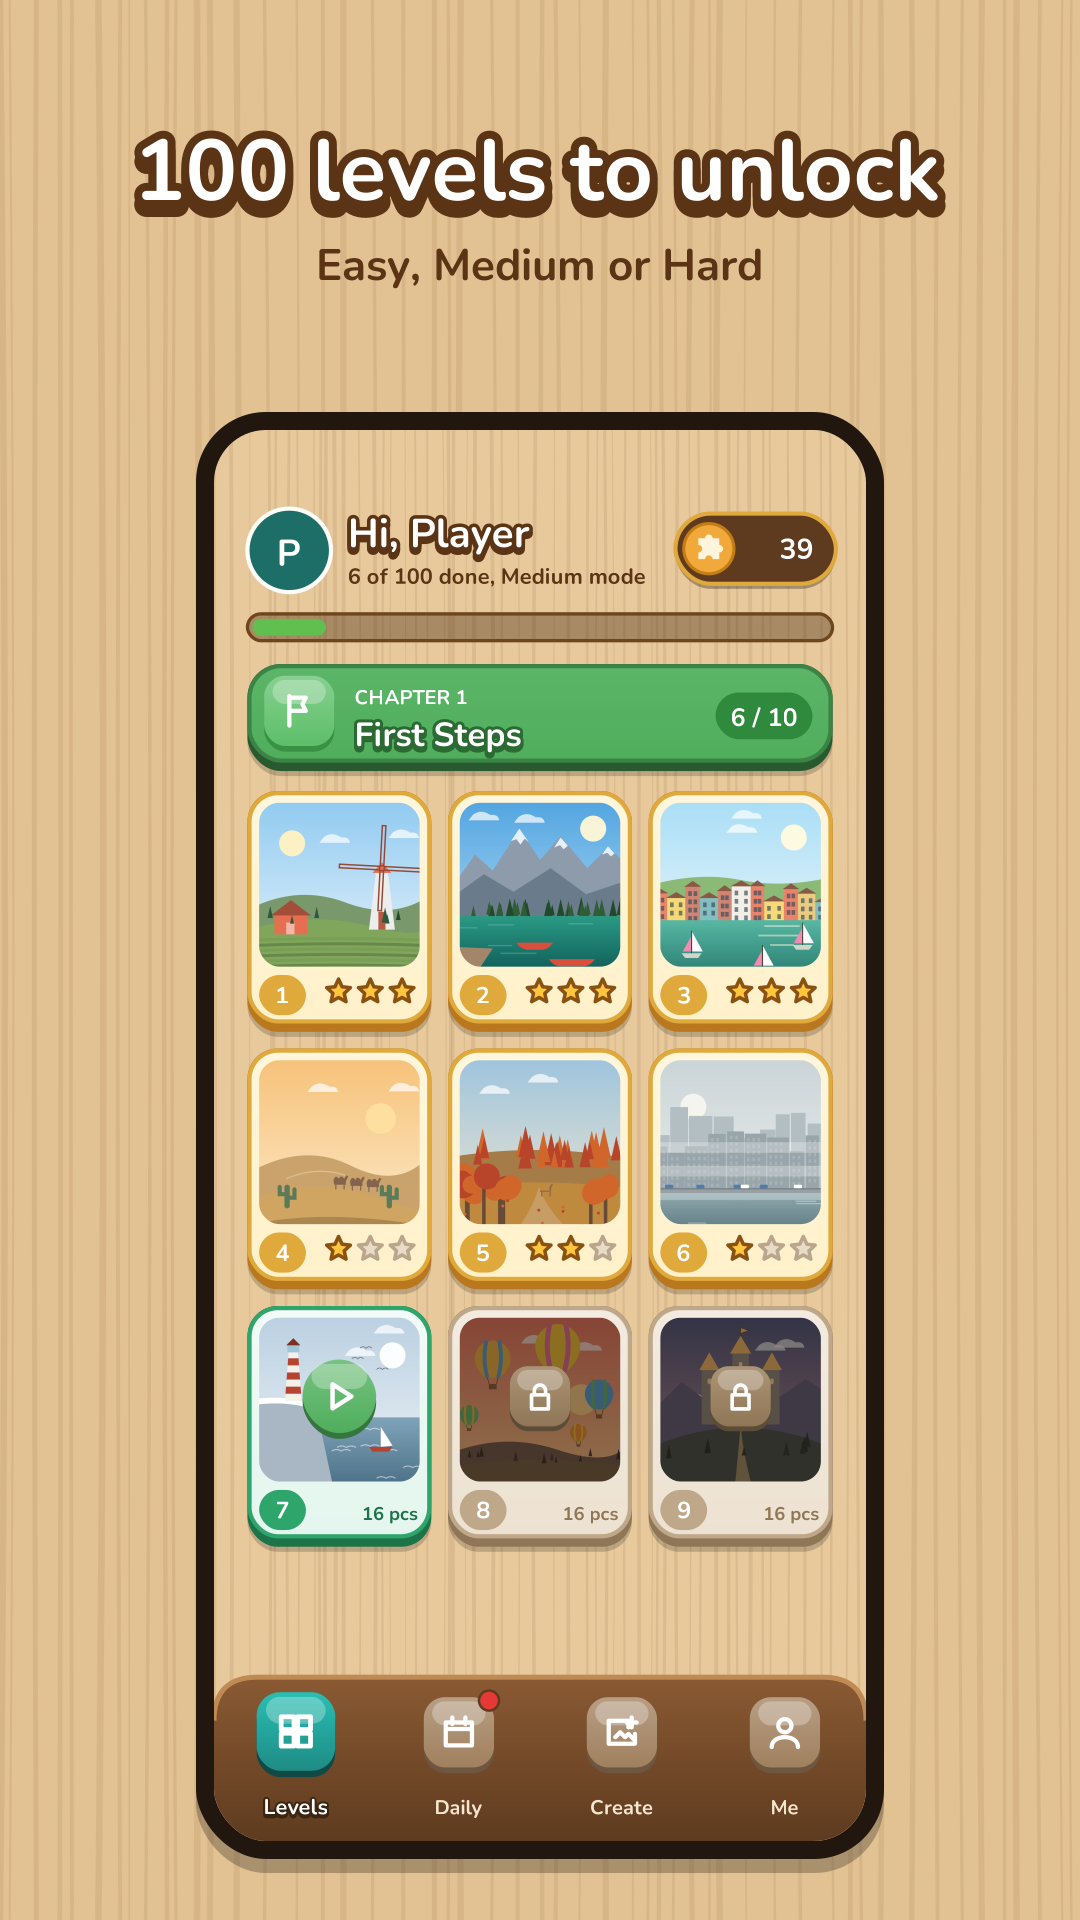 100 levels to unlock
Easy, Medium or Hard
P
Hi, Player
6 of 100 done, Medium mode
39
CHAPTER 1
First Steps
6 / 10
1
2
3
4
5
6
7
16 pcs
8
16 pcs
9
16 pcs
Levels
Daily
Create
Me